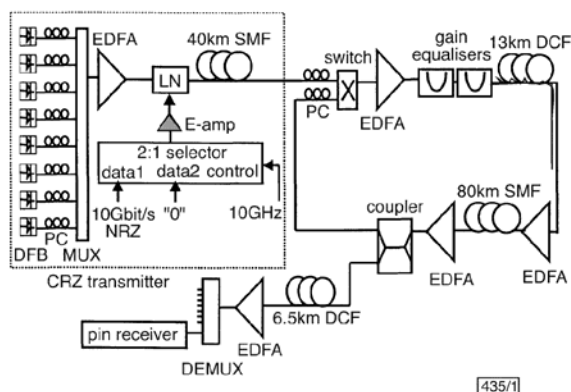 EDFA
40km SMF
LN
E-amp
2:1 selector
data1 data2 control
10Gbit/s
NRZ
"0"
10GHz
PC
DFB MUX
CRZ transmitter
switch
PC
EDFA
gain
equalisers
13km DCF
coupler
80km SMF
EDFA
EDFA
6.5km DCF
EDFA
pin receiver
DEMUX
435/1